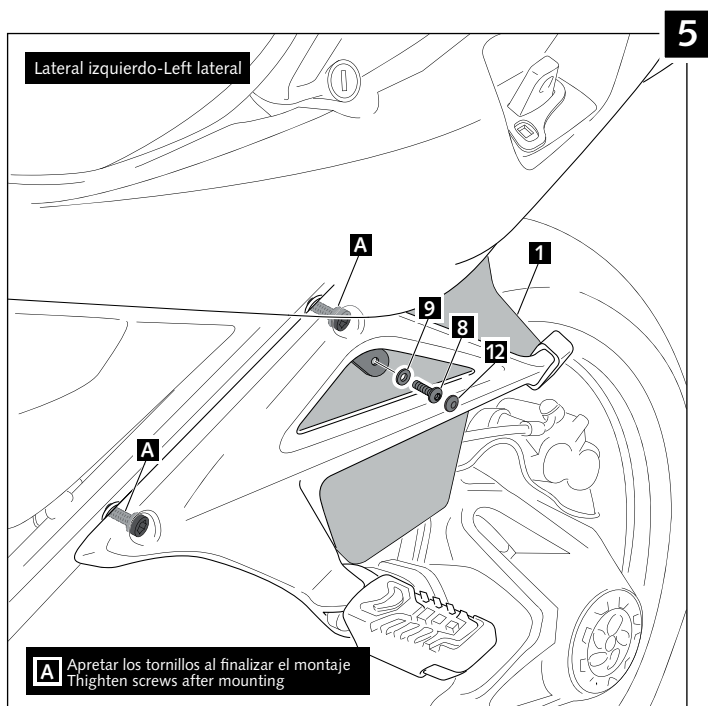 5
Lateral izquierdo-Left lateral
A
1
9
8
12
A
A Apretar los tornillos al finalizar el montaje
Thighten screws after mounting